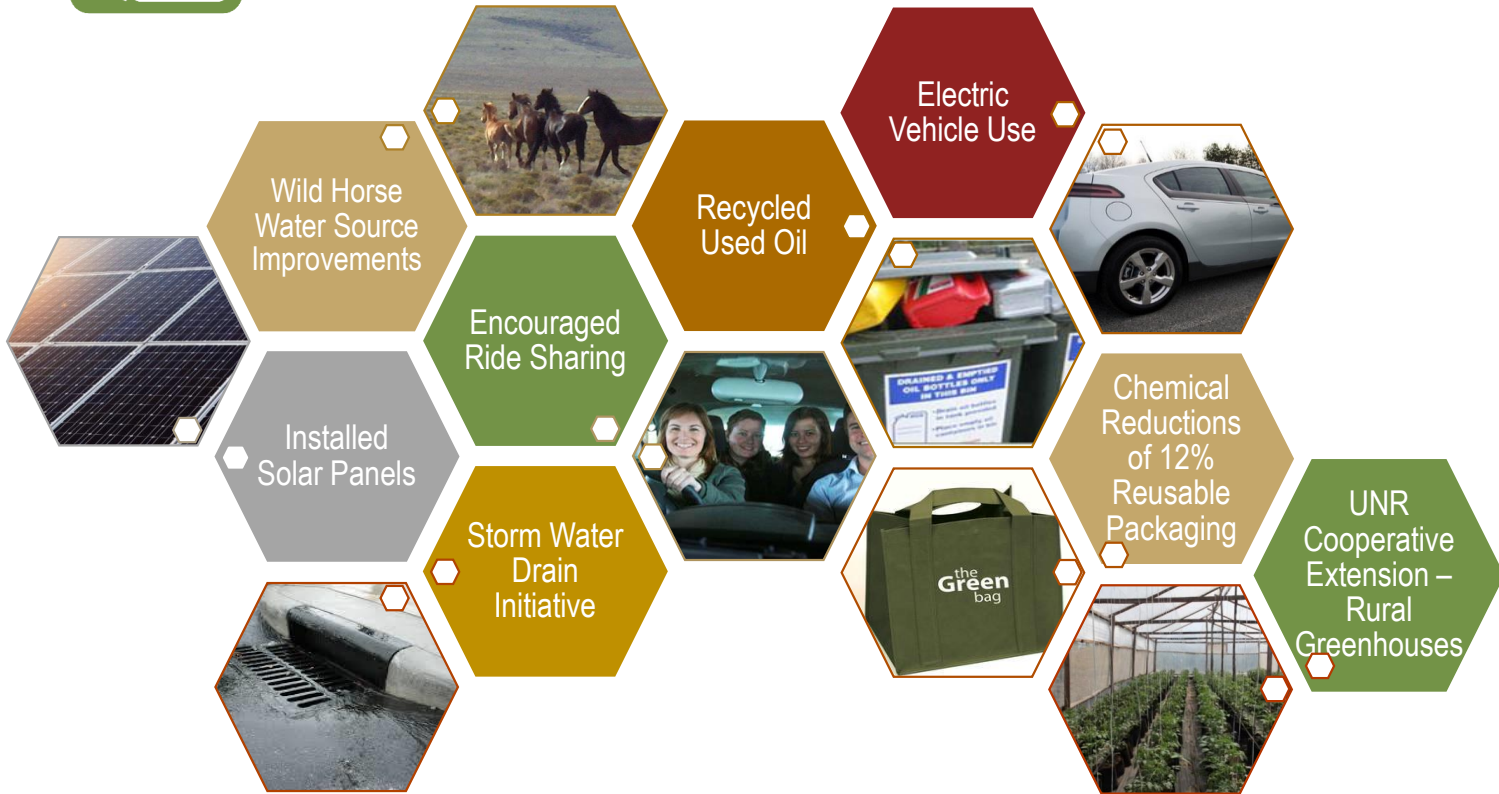 Electric
Vehicle Use
Wild Horse
Water Source
Improvements
Recycled
Used Oil
Encouraged
Ride Sharing
DRAINED & EMPTIED
OIL BOTTLES ONLY
IN THIS BIN
Chemical
Reductions
of 12%
Reusable
Packaging
Installed
Solar Panels
UNR
Cooperative
Extension –
Rural
Greenhouses
Storm Water
Drain
Initiative
the
Green
bag